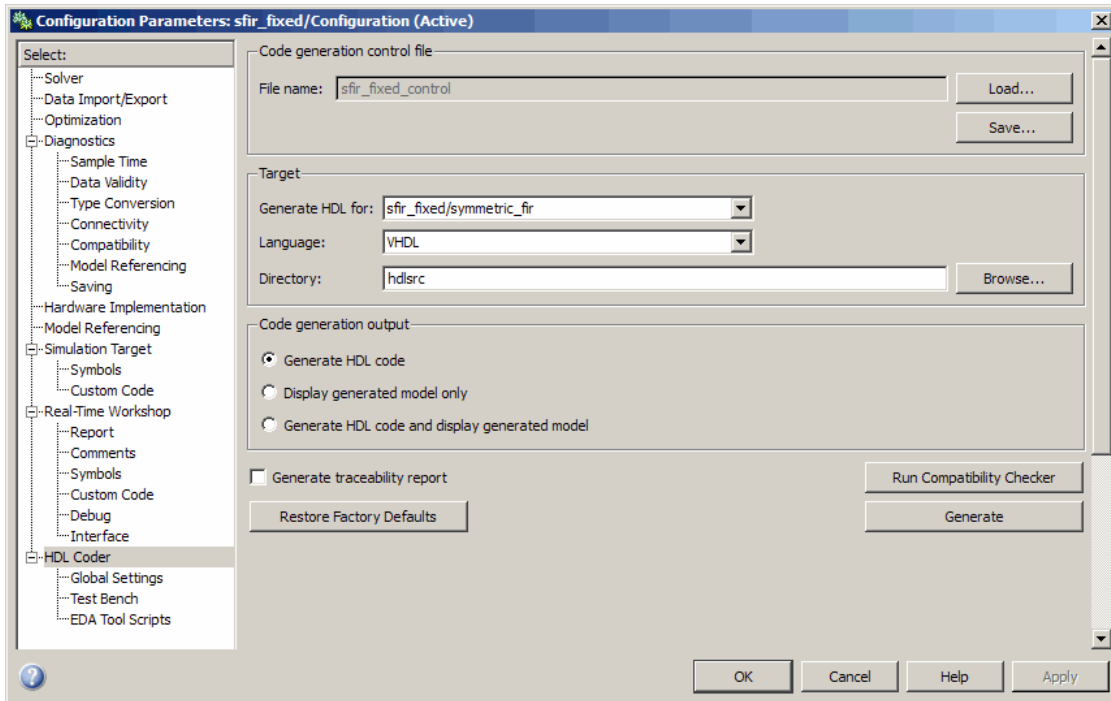 Configuration Parameters: sfir_fixed/Configuration (Active)
Select:
Solver
Data Import/Export
Optimization
Diagnostics
Sample Time
Data Validity
Type Conversion
Connectivity
Compatibility
Model Referencing
Saving
Hardware Implementation
Model Referencing
Simulation Target
Symbols
Custom Code
Real-Time Workshop
Report
Comments
Symbols
Custom Code
Debug
Interface
HDL Coder
Global Settings
Test Bench
EDA Tool Scripts
Code generation control file
File name: sfir_fixed_control
Load...
Save...
Target
Generate HDL for: sfir_fixed/symmetric_fir
Language: VHDL
Directory: hdlsrc Browse...
Code generation output
Generate HDL code
Display generated model only
Generate HDL code and display generated model
Generate traceability report Run Compatibility Checker
Restore Factory Defaults Generate
OK Cancel Help Apply